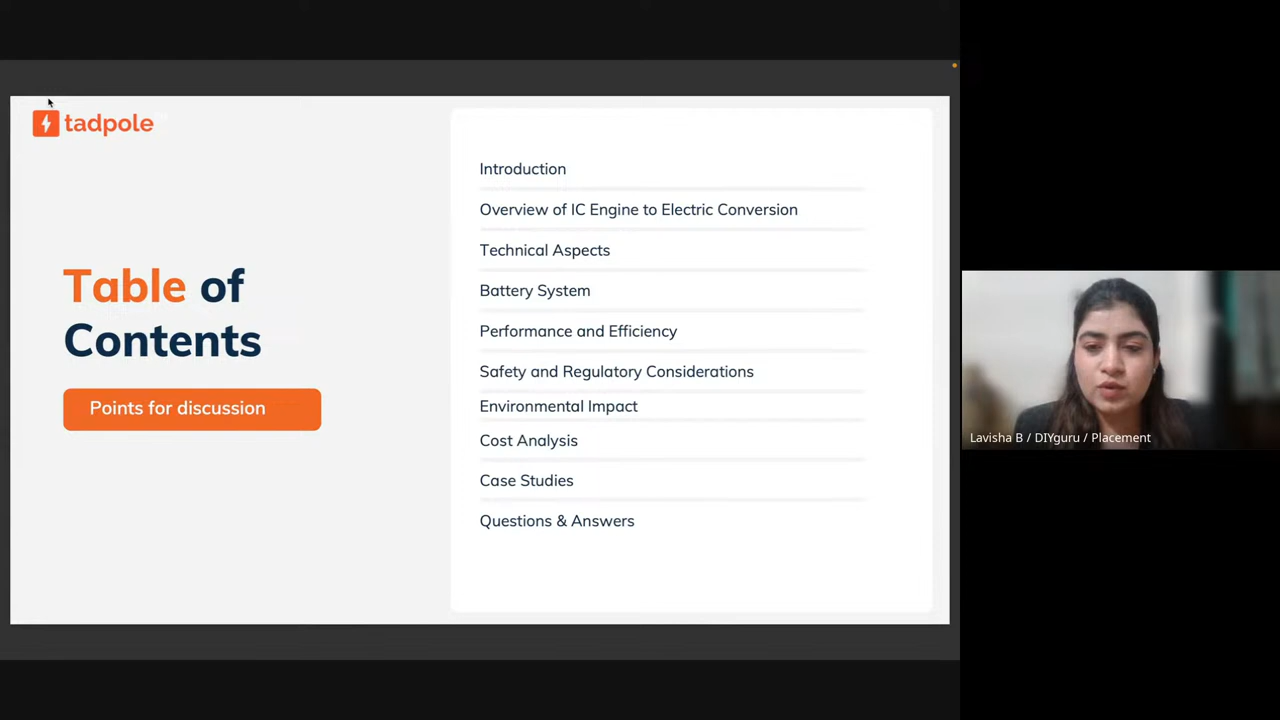 tadpole
Table of
Contents
Points for discussion
Introduction
Overview of IC Engine to Electric Conversion
Technical Aspects
Battery System
Performance and Efficiency
Safety and Regulatory Considerations
Environmental Impact
Cost Analysis
Case Studies
Questions & Answers
Lavisha B / DIYguru / Placement